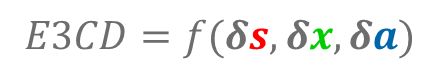 E3CD = f(δs, δx, δa)